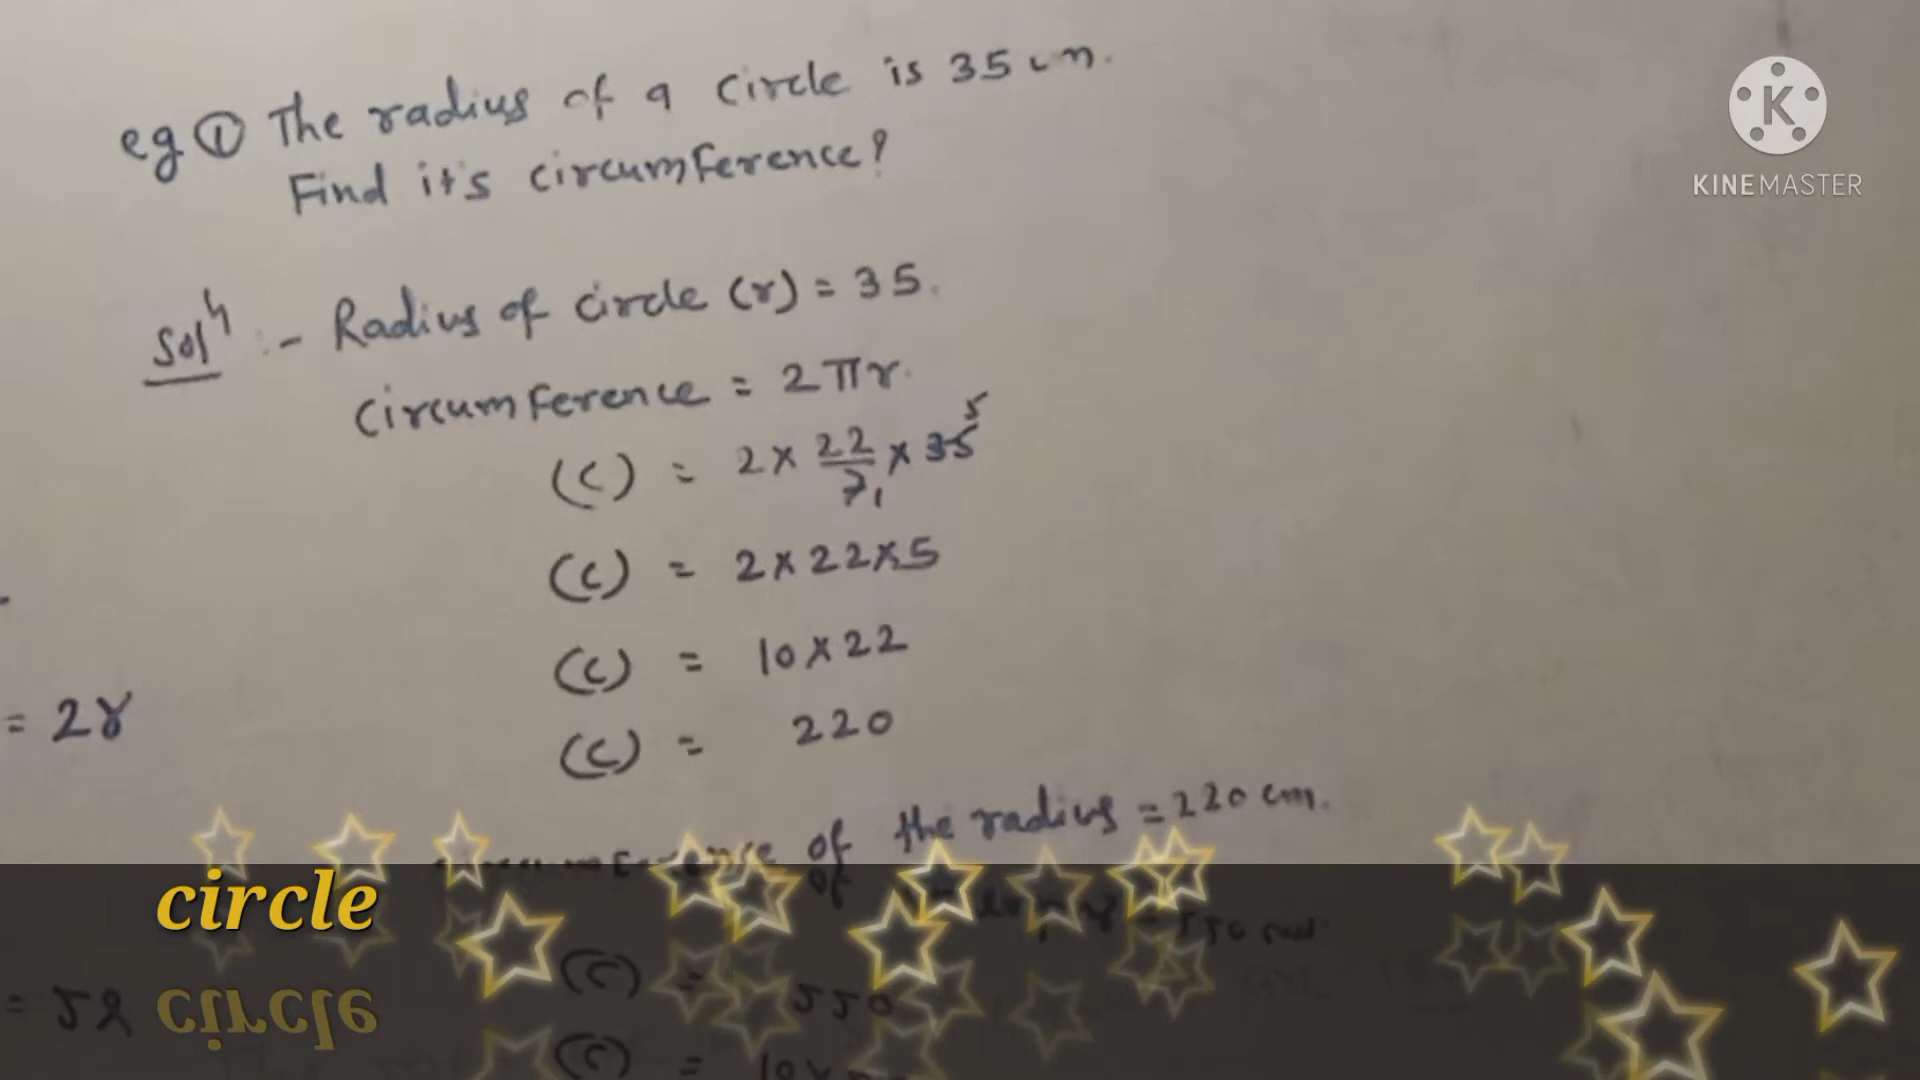 eg ① The radius of a circle is 35 cm.
Find it's circumference?
KINEMASTER
Solⁿ :- Radius of circle (r) = 35.
circumference = 2πr.
(C) = 2 × 22/7 1 × 35 5
(C) = 2×22×5
(C) = 10×22
= 2r
(C) = 220
of the radius = 220 cm.
circle